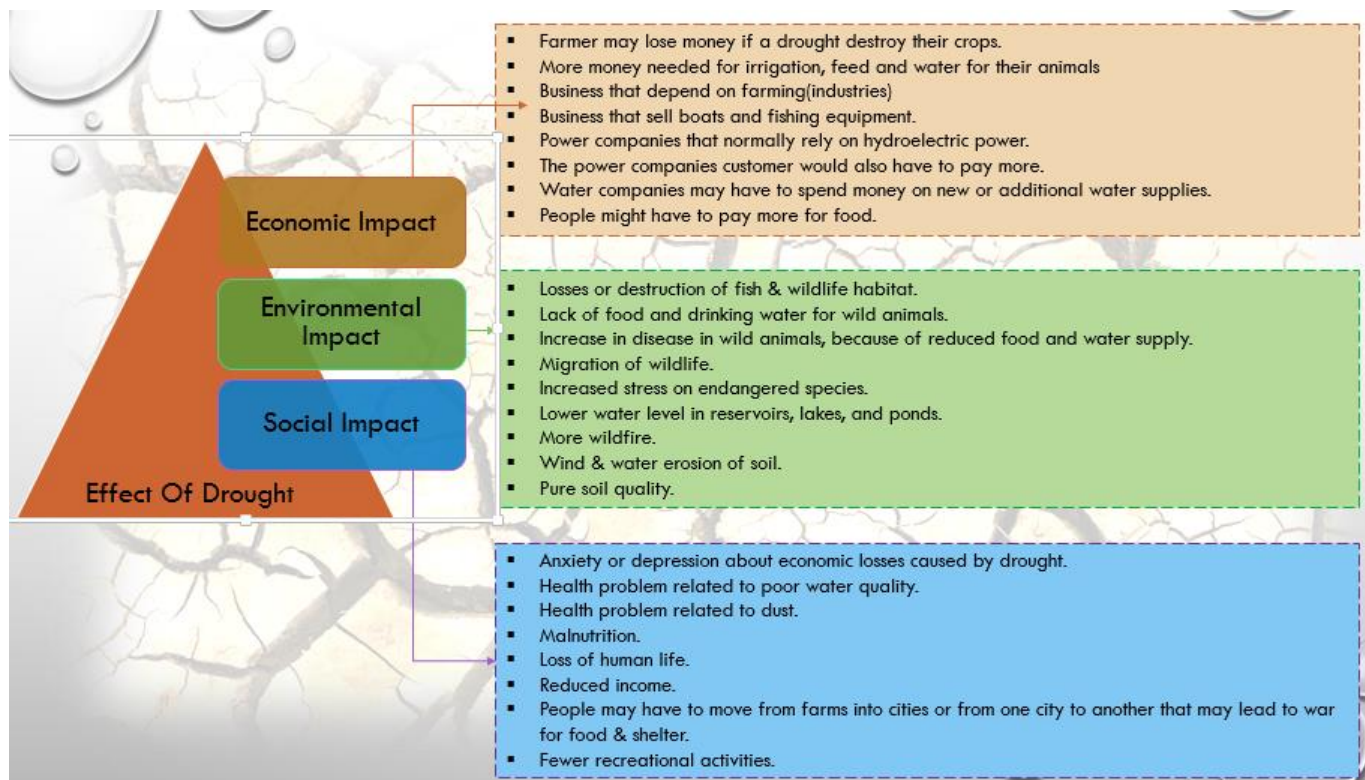 ▪ Farmer may lose money if a drought destroy their crops.
▪ More money needed for irrigation, feed and water for their animals
▪ Business that depend on farming(industries)
▪ Business that sell boats and fishing equipment.
▪ Power companies that normally rely on hydroelectric power.
▪ The power companies customer would also have to pay more.
▪ Water companies may have to spend money on new or additional water supplies.
▪ People might have to pay more for food.
Economic Impact
Environmental
Impact
▪ Losses or destruction of fish & wildlife habitat.
▪ Lack of food and drinking water for wild animals.
▪ Increase in disease in wild animals, because of reduced food and water supply.
▪ Migration of wildlife.
▪ Increased stress on endangered species.
▪ Lower water level in reservoirs, lakes, and ponds.
▪ More wildfire.
▪ Wind & water erosion of soil.
▪ Pure soil quality.
Social Impact
Effect Of Drought
▪ Anxiety or depression about economic losses caused by drought.
▪ Health problem related to poor water quality.
▪ Health problem related to dust.
▪ Malnutrition.
▪ Loss of human life.
▪ Reduced income.
▪ People may have to move from farms into cities or from one city to another that may lead to war
for food & shelter.
▪ Fewer recreational activities.